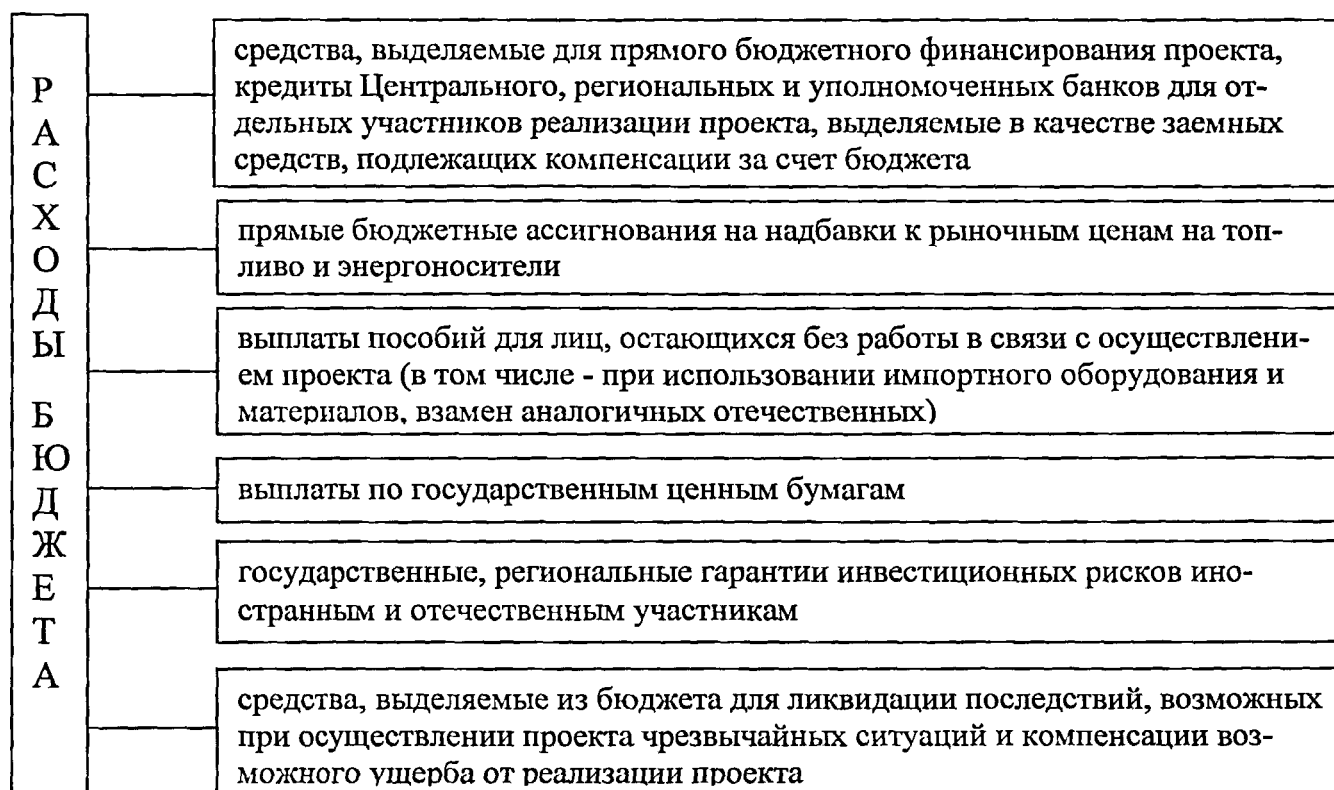 РАСХОДЫ БЮДЖЕТА
средства, выделяемые для прямого бюджетного финансирования проекта,
кредиты Центрального, региональных и уполномоченных банков для от-
дельных участников реализации проекта, выделяемые в качестве заемных
средств, подлежащих компенсации за счет бюджета
прямые бюджетные ассигнования на надбавки к рыночным ценам на топ-
ливо и энергоносители
выплаты пособий для лиц, остающихся без работы в связи с осуществлени-
ем проекта (в том числе - при использовании импортного оборудования и
материалов, взамен аналогичных отечественных)
выплаты по государственным ценным бумагам
государственные, региональные гарантии инвестиционных рисков ино-
странным и отечественным участникам
средства, выделяемые из бюджета для ликвидации последствий, возможных
при осуществлении проекта чрезвычайных ситуаций и компенсации воз-
можного ущерба от реализации проекта